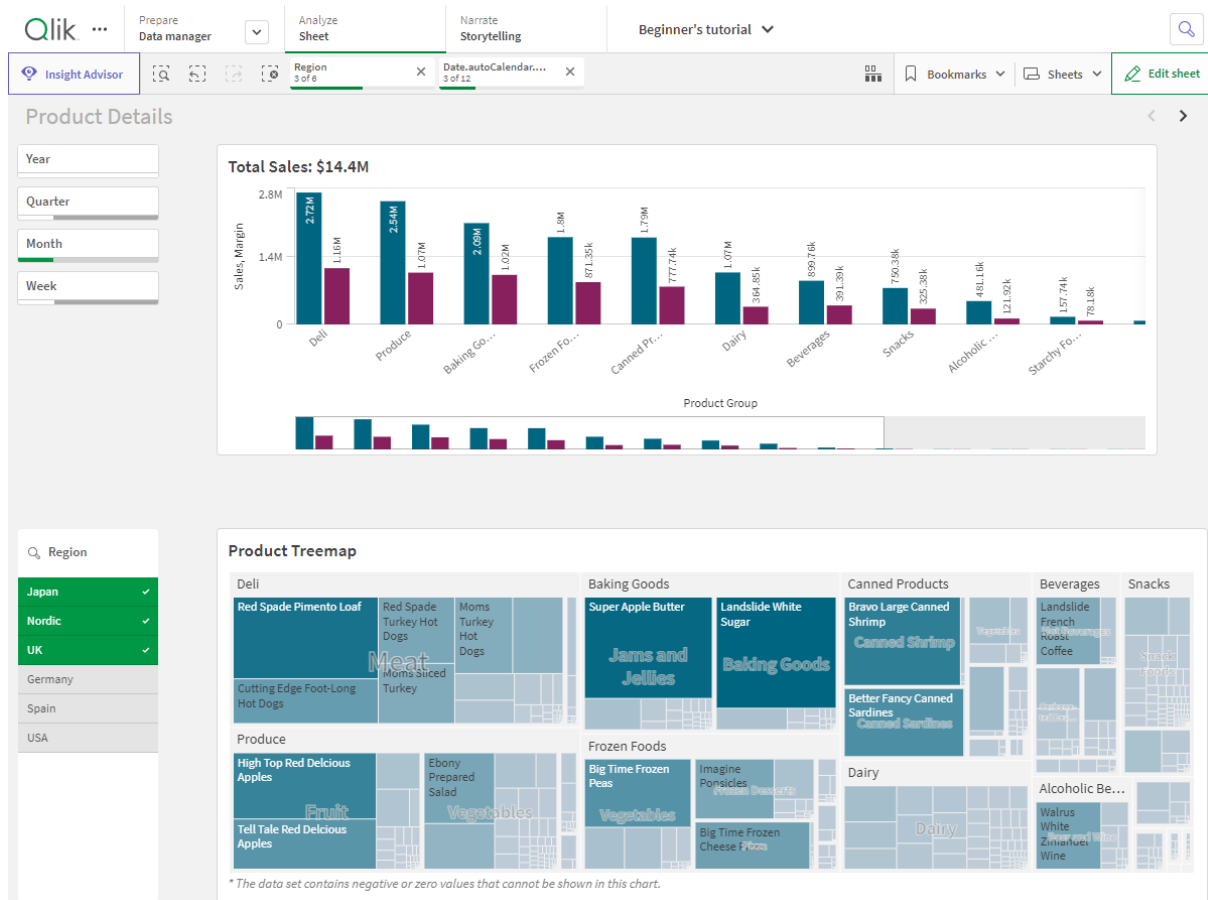 Qlik
Prepare
Data manager
Analyze
Sheet
Narrate
Storytelling
Beginner's tutorial
Insight Advisor
Region
3 of 6
Date.autoCalendar....
3 of 12
Bookmarks
Sheets
Edit sheet
Product Details
Year
Quarter
Month
Week
Total Sales: $14.4M
Sales, Margin
2.8M
1.4M
0
2.72M
1.16M
2.54M
1.07M
2.09M
1.02M
1.8M
871.35k
1.79M
777.74k
1.07M
364.85k
899.76k
391.39k
750.38k
325.38k
481.16k
121.92k
157.74k
78.18k
Deli
Produce
Baking Go...
Frozen Fo...
Canned Pr...
Dairy
Beverages
Snacks
Alcoholic ...
Starchy Fo...
Product Group
Region
Japan
Nordic
UK
Germany
Spain
USA
Product Treemap
Deli
Red Spade Pimento Loaf
Red Spade
Turkey Hot
Dogs
Moms
Turkey
Hot
Dogs
Meat
Cutting Edge Foot-Long
Hot Dogs
Moms Sliced
Turkey
Produce
High Top Red Delcious
Apples
Fruit
Tell Tale Red Delcious
Apples
Ebony
Prepared
Salad
Vegetables
Baking Goods
Super Apple Butter
Jams and
Jellies
Landslide White
Sugar
Baking Goods
Frozen Foods
Big Time Frozen
Peas
Vegetables
Imagine
Popsicles
Frozen Desserts
Big Time Frozen
Cheese
Pizza
Canned Products
Bravo Large Canned
Shrimp
Canned Shrimp
Better Fancy Canned
Sardines
Canned Sardines
Vegetables
Dairy
Dairy
Beverages
Landslide
French
Roast
Coffee
Beverages
Snacks
Snack
Foods
Alcoholic Be...
Walrus
White
Zinfandel
Wine
Beer and Wine
* The data set contains negative or zero values that cannot be shown in this chart.